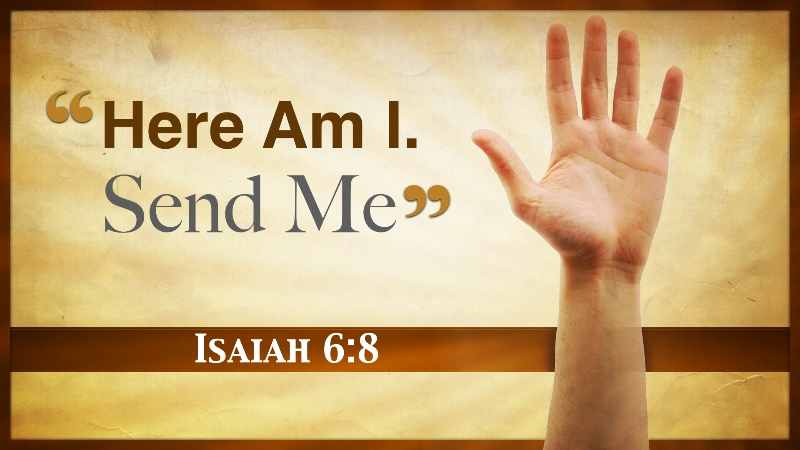 “Here Am I.
Send Me”
Isaiah 6:8